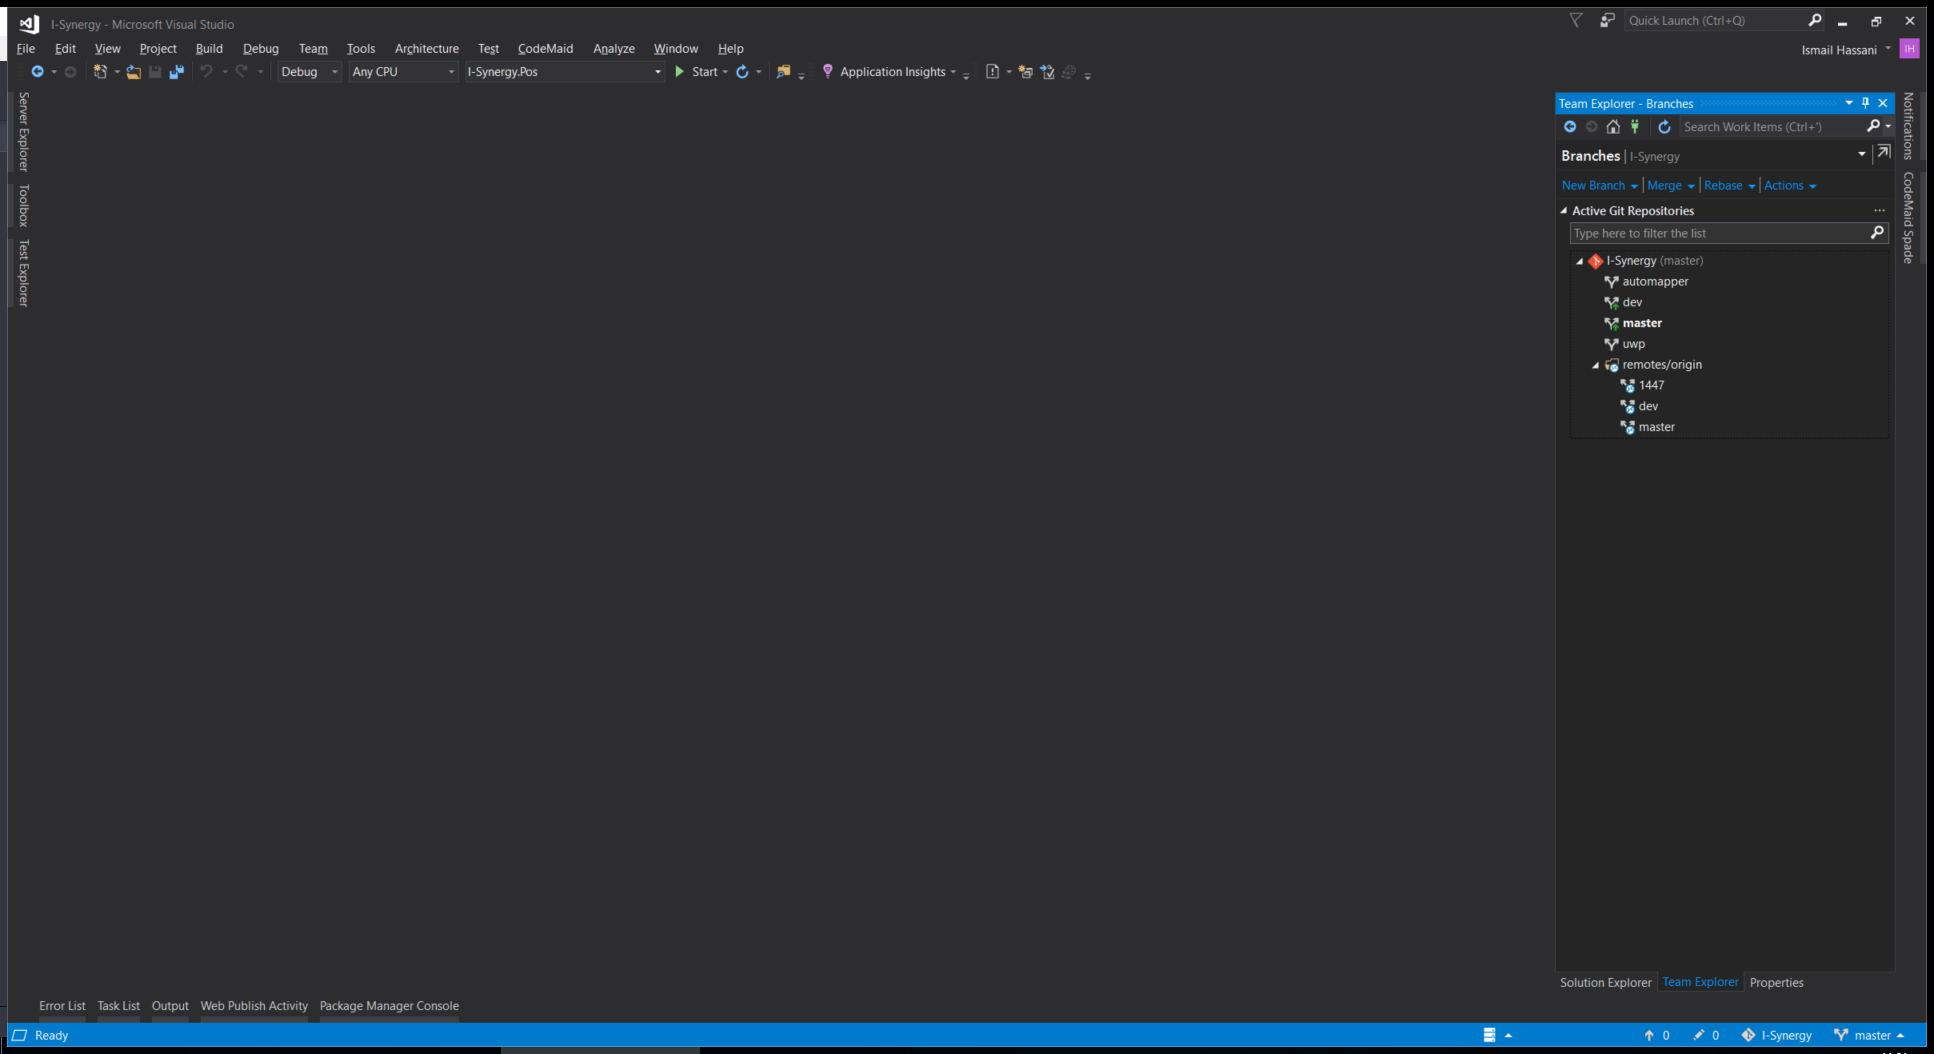 I-Synergy - Microsoft Visual Studio
Quick Launch (Ctrl+Q)
File Edit View Project Build Debug Team Tools Architecture Test CodeMaid Analyze Window Help
Ismail Hassani IH
Debug Any CPU I-Synergy.Pos Start Application Insights
Server Explorer
Toolbox
Test Explorer
Team Explorer - Branches
Search Work Items (Ctrl+')
Branches | I-Synergy
New Branch Merge Rebase Actions
Active Git Repositories
Type here to filter the list
I-Synergy (master)
automapper
dev
master
uwp
remotes/origin
1447
dev
master
Notifications
CodeMaid Spade
Solution Explorer Team Explorer Properties
Error List Task List Output Web Publish Activity Package Manager Console
Ready 0 0 I-Synergy master